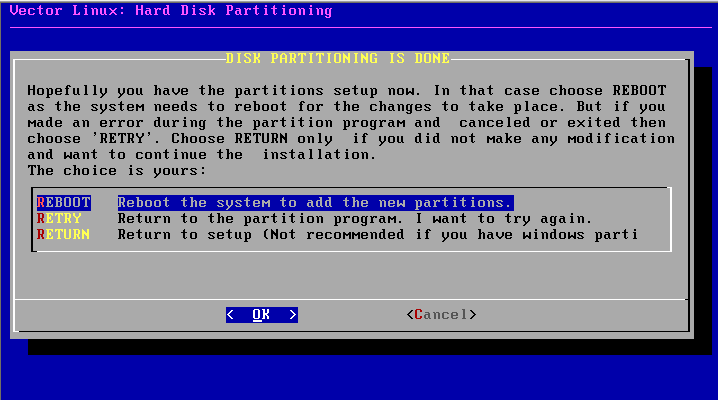 Vector Linux: Hard Disk Partitioning
DISK PARTITIONING IS DONE
Hopefully you have the partitions setup now. In that case choose REBOOT
as the system needs to reboot for the changes to take place. But if you
made an error during the partition program and  canceled or exited then
choose 'RETRY'. Choose RETURN only  if you did not make any modification
and want to continue the  installation.
The choice is yours:
REBOOT   Reboot the system to add the new partitions.
RETRY    Return to the partition program. I want to try again.
RETURN   Return to setup (Not recommended if you have windows parti
<  OK  >   <Cancel>